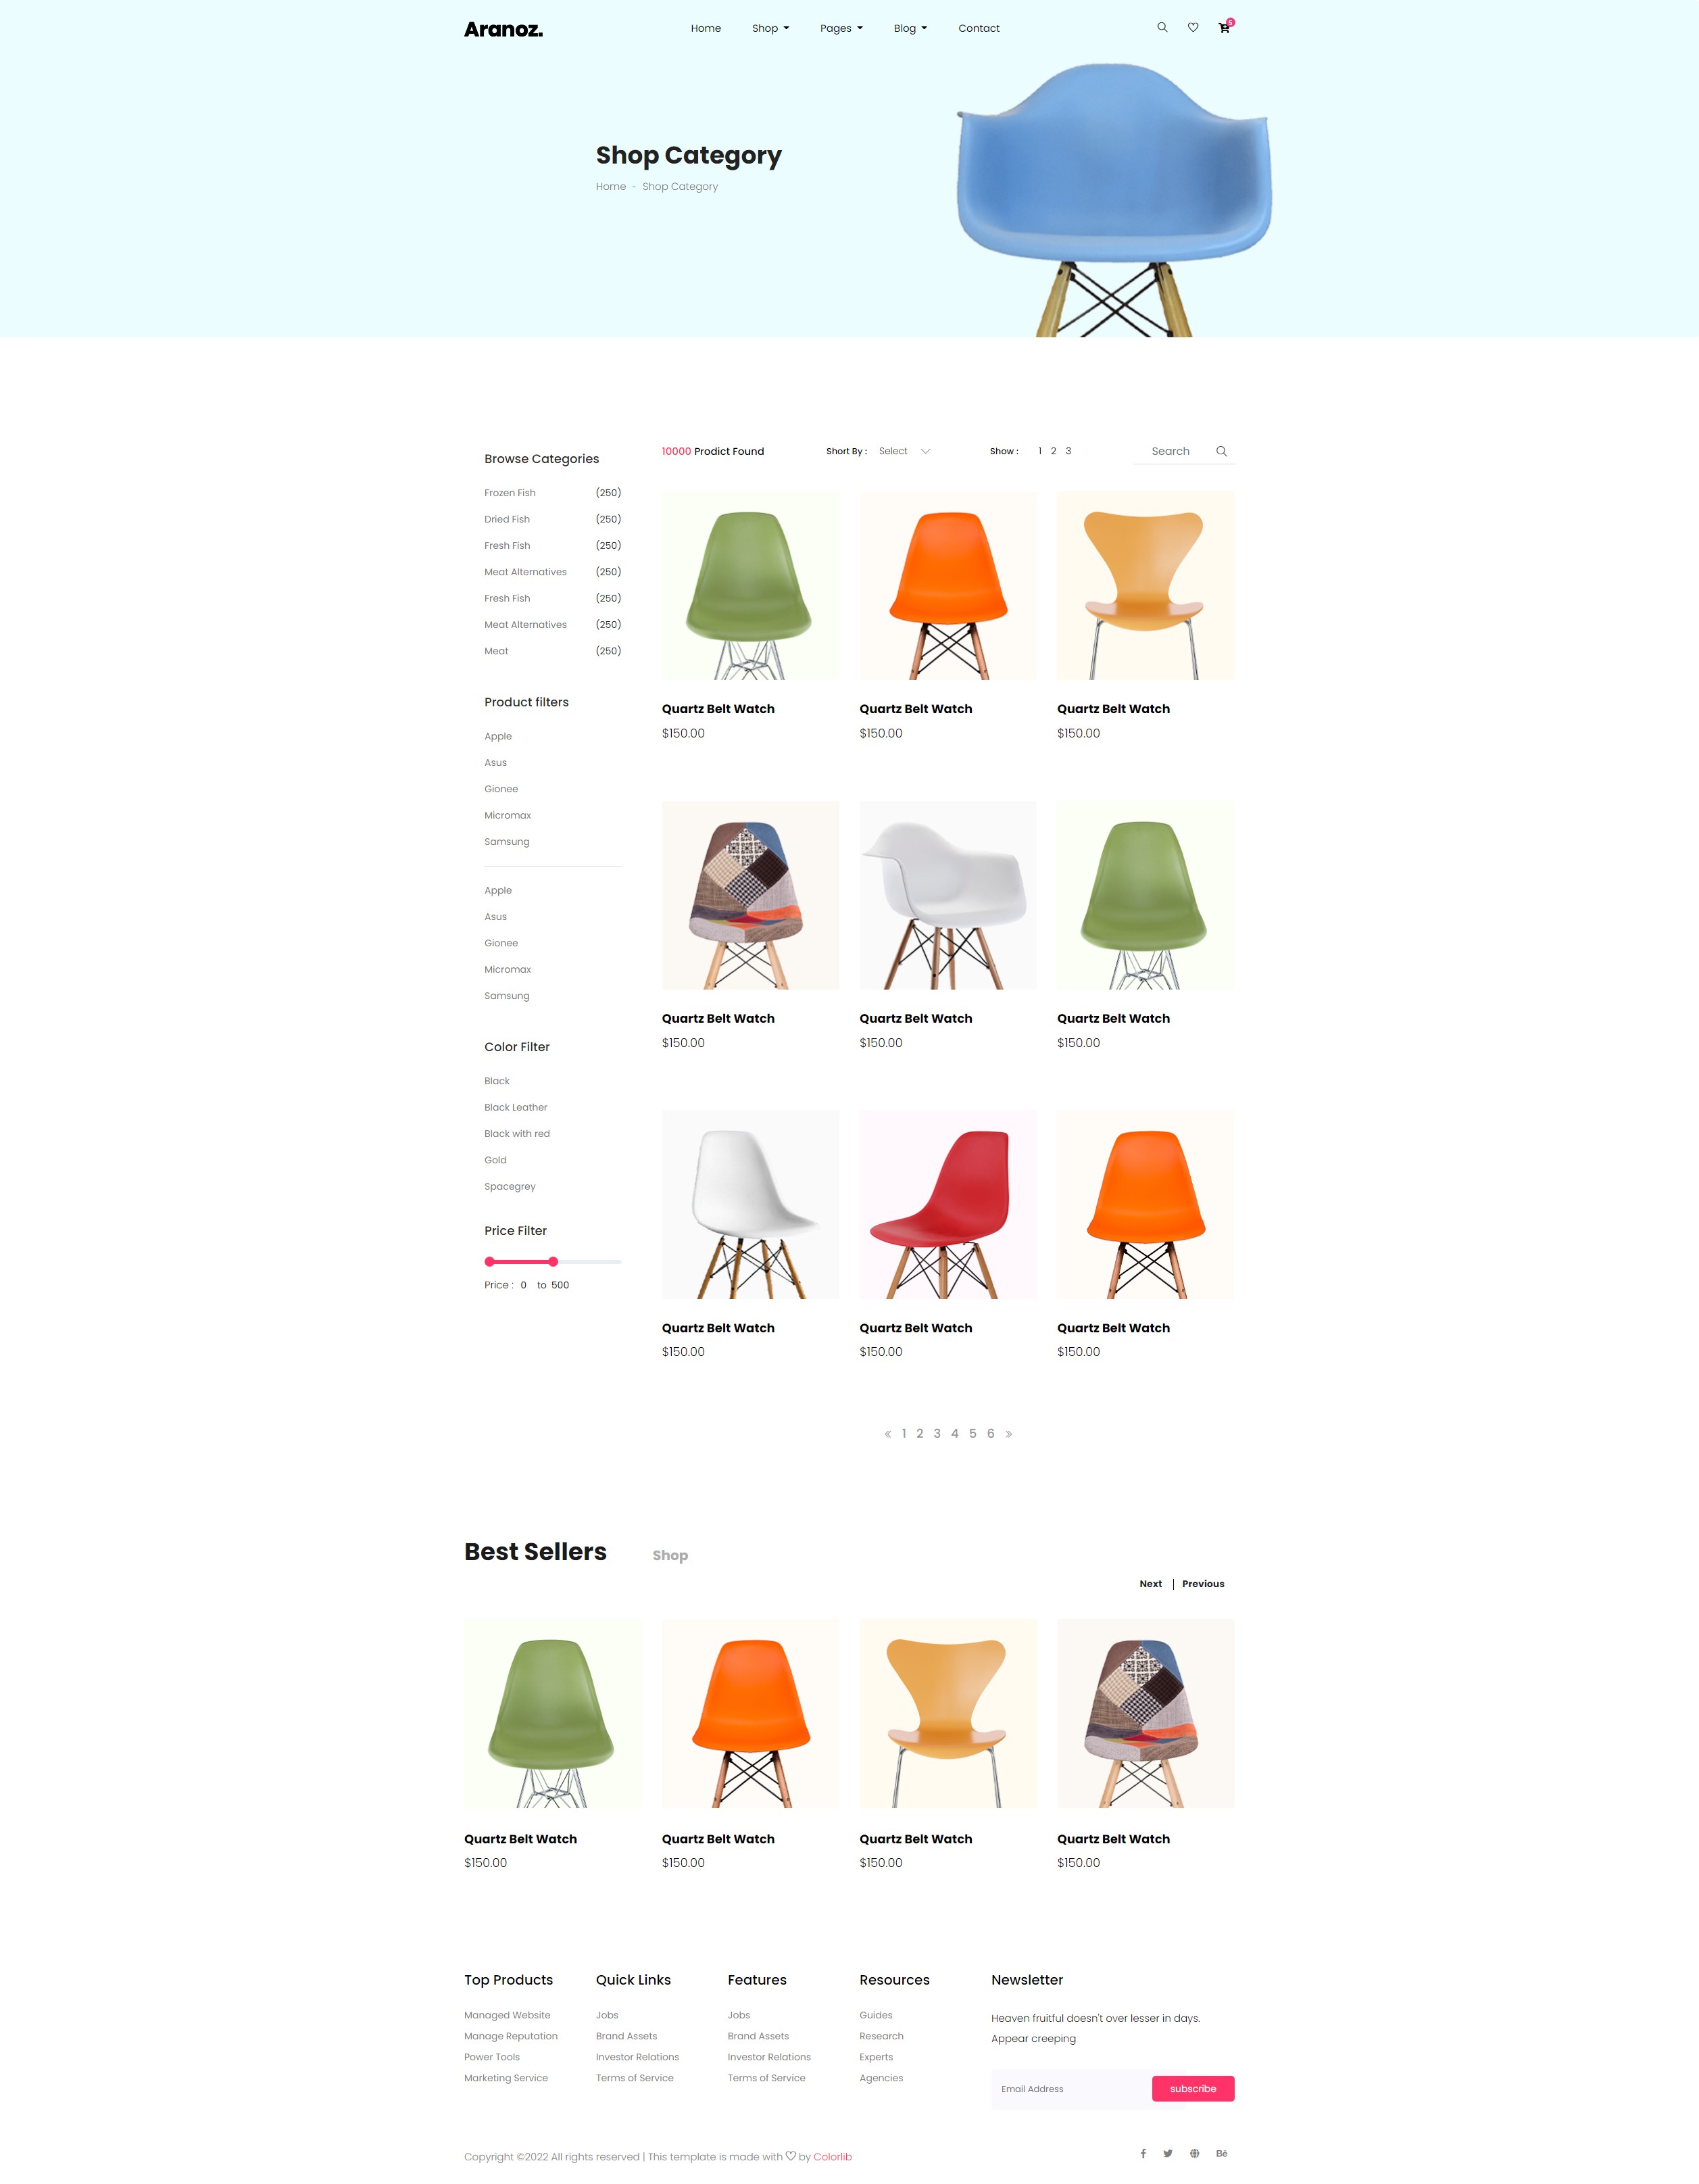 Aranoz.
Home Shop Pages Blog Contact
5
Shop Category
Home - Shop Category
Browse Categories
Frozen Fish (250)
Dried Fish (250)
Fresh Fish (250)
Meat Alternatives (250)
Fresh Fish (250)
Meat Alternatives (250)
Meat (250)
Product filters
Apple
Asus
Gionee
Micromax
Samsung
Apple
Asus
Gionee
Micromax
Samsung
Color Filter
Black
Black Leather
Black with red
Gold
Spacegrey
Price Filter
Price : 0 to 500
10000 Prodict Found Short By : Select Show : 1 2 3 Search
Quartz Belt Watch Quartz Belt Watch Quartz Belt Watch
$150.00 $150.00 $150.00
Quartz Belt Watch Quartz Belt Watch Quartz Belt Watch
$150.00 $150.00 $150.00
Quartz Belt Watch Quartz Belt Watch Quartz Belt Watch
$150.00 $150.00 $150.00
« 1 2 3 4 5 6 »
Best Sellers Shop
Next | Previous
Quartz Belt Watch Quartz Belt Watch Quartz Belt Watch Quartz Belt Watch
$150.00 $150.00 $150.00 $150.00
Top Products
Managed Website
Manage Reputation
Power Tools
Marketing Service
Quick Links
Jobs
Brand Assets
Investor Relations
Terms of Service
Features
Jobs
Brand Assets
Investor Relations
Terms of Service
Resources
Guides
Research
Experts
Agencies
Newsletter
Heaven fruitful doesn't over lesser in days.
Appear creeping
Email Address subscribe
Copyright ©2022 All rights reserved | This template is made with ♡ by Colorlib